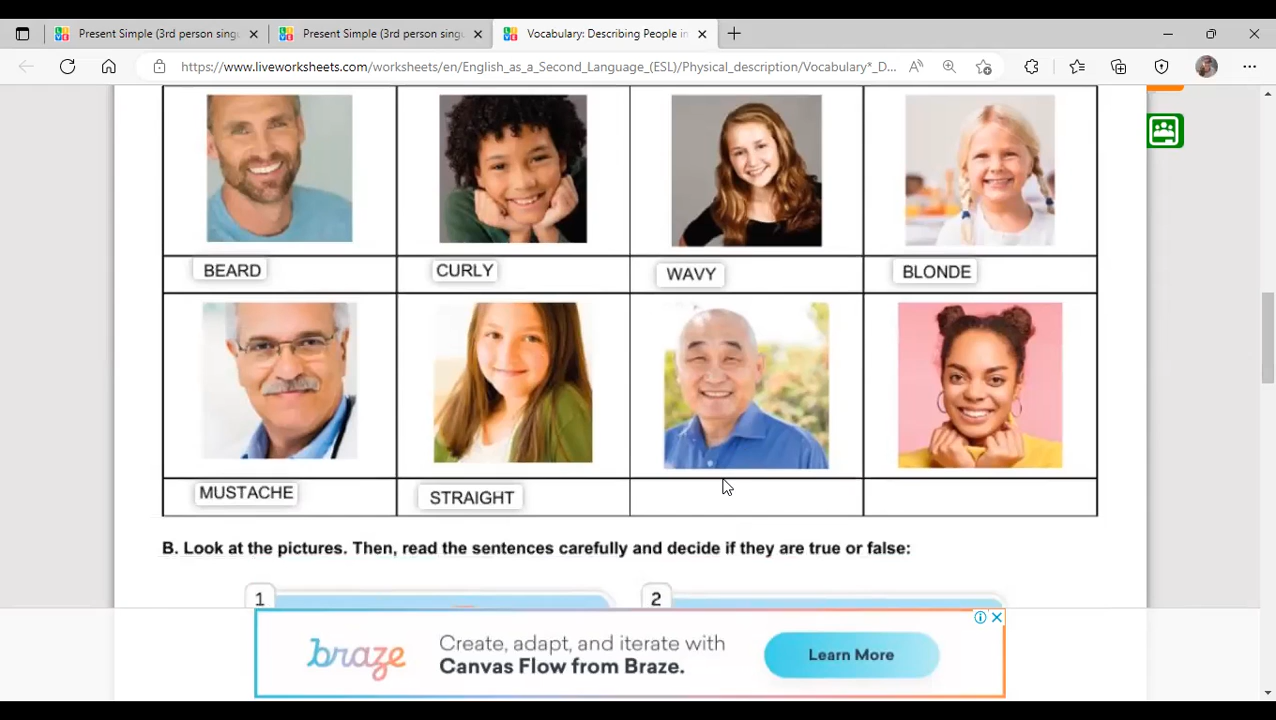 Present Simple (3rd person singu
Present Simple (3rd person singu
Vocabulary: Describing People in
https://www.liveworksheets.com/worksheets/en/English_as_a_Second_Language_(ESL)/Physical_description/Vocabulary*_D...
BEARD
CURLY
WAVY
BLONDE
MUSTACHE
STRAIGHT
B. Look at the pictures. Then, read the sentences carefully and decide if they are true or false:
1
2
braze
Create, adapt, and iterate with
Canvas Flow from Braze.
Learn More